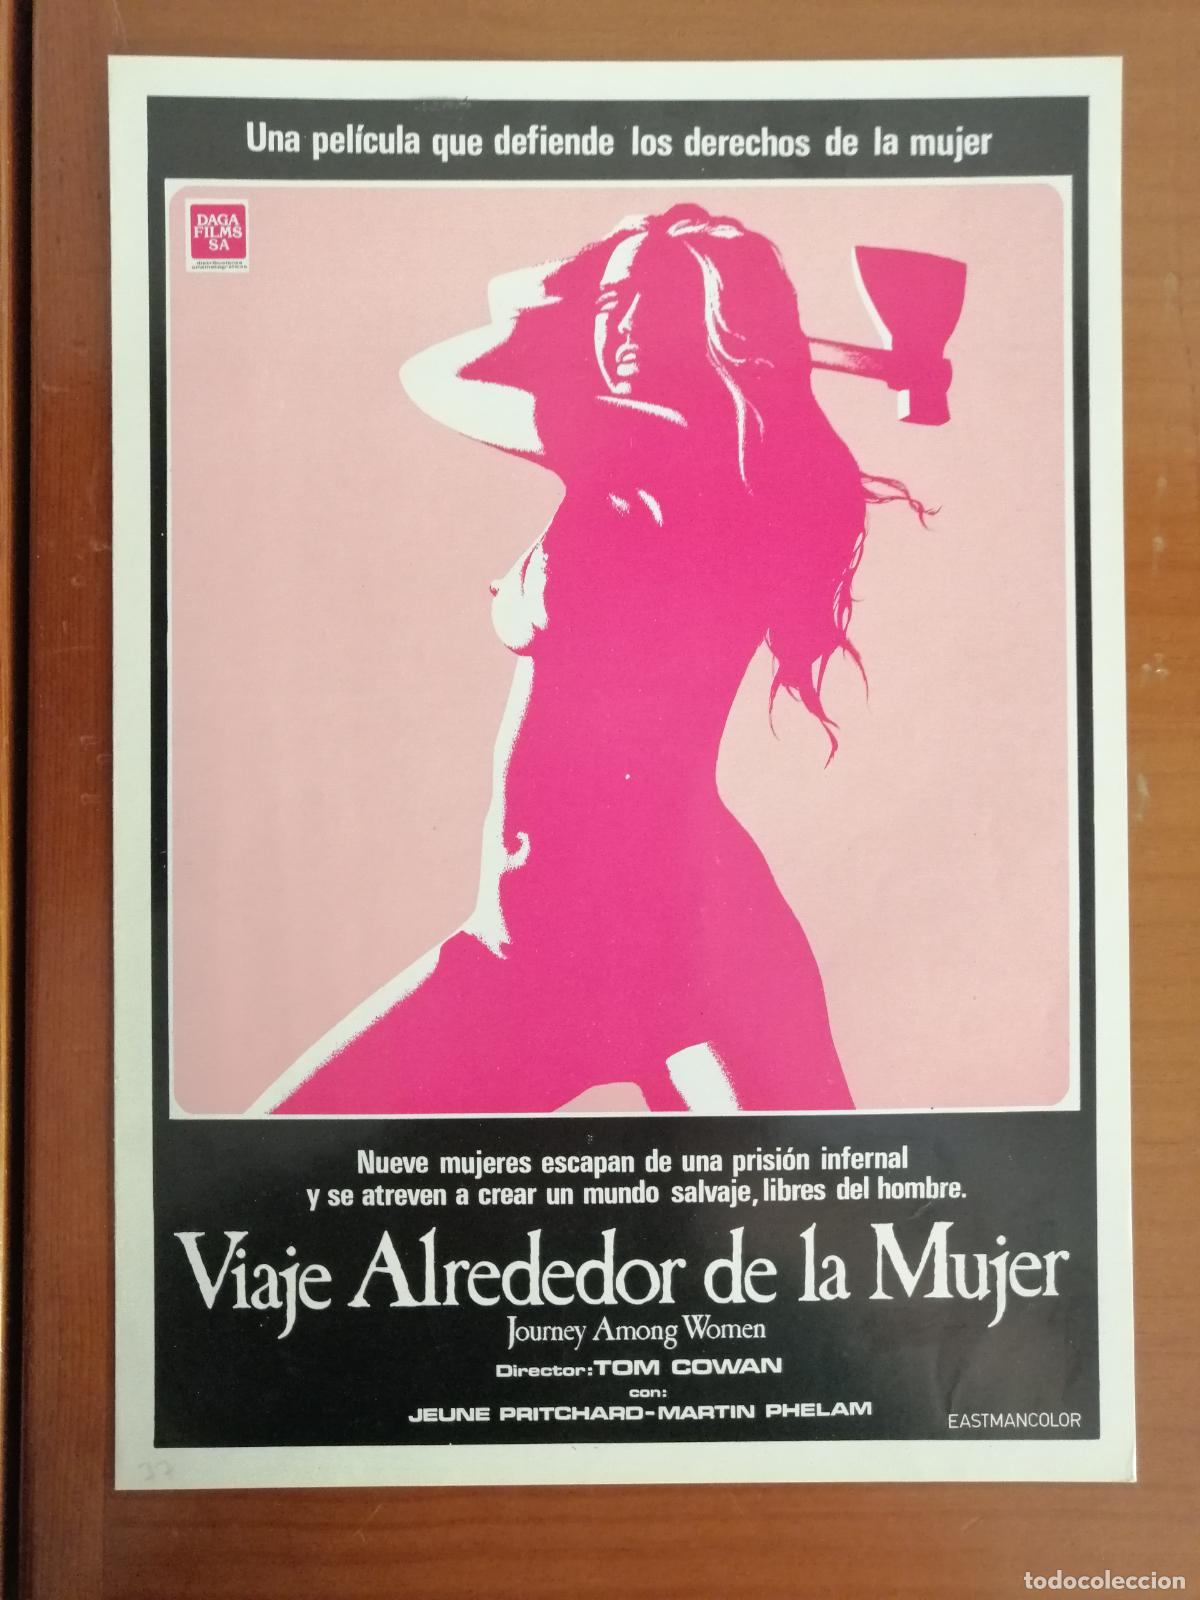 Una película que defiende los derechos de la mujer
DAGA
FILMS
SA
distribuciones
cinematográficas
Nueve mujeres escapan de una prisión infernal
y se atreven a crear un mundo salvaje, libres del hombre.
Viaje Alrededor de la Mujer
Journey Among Women
Director: TOM COWAN
con:
JEUNE PRITCHARD-MARTIN PHELAM
EASTMANCOLOR
todocoleccion